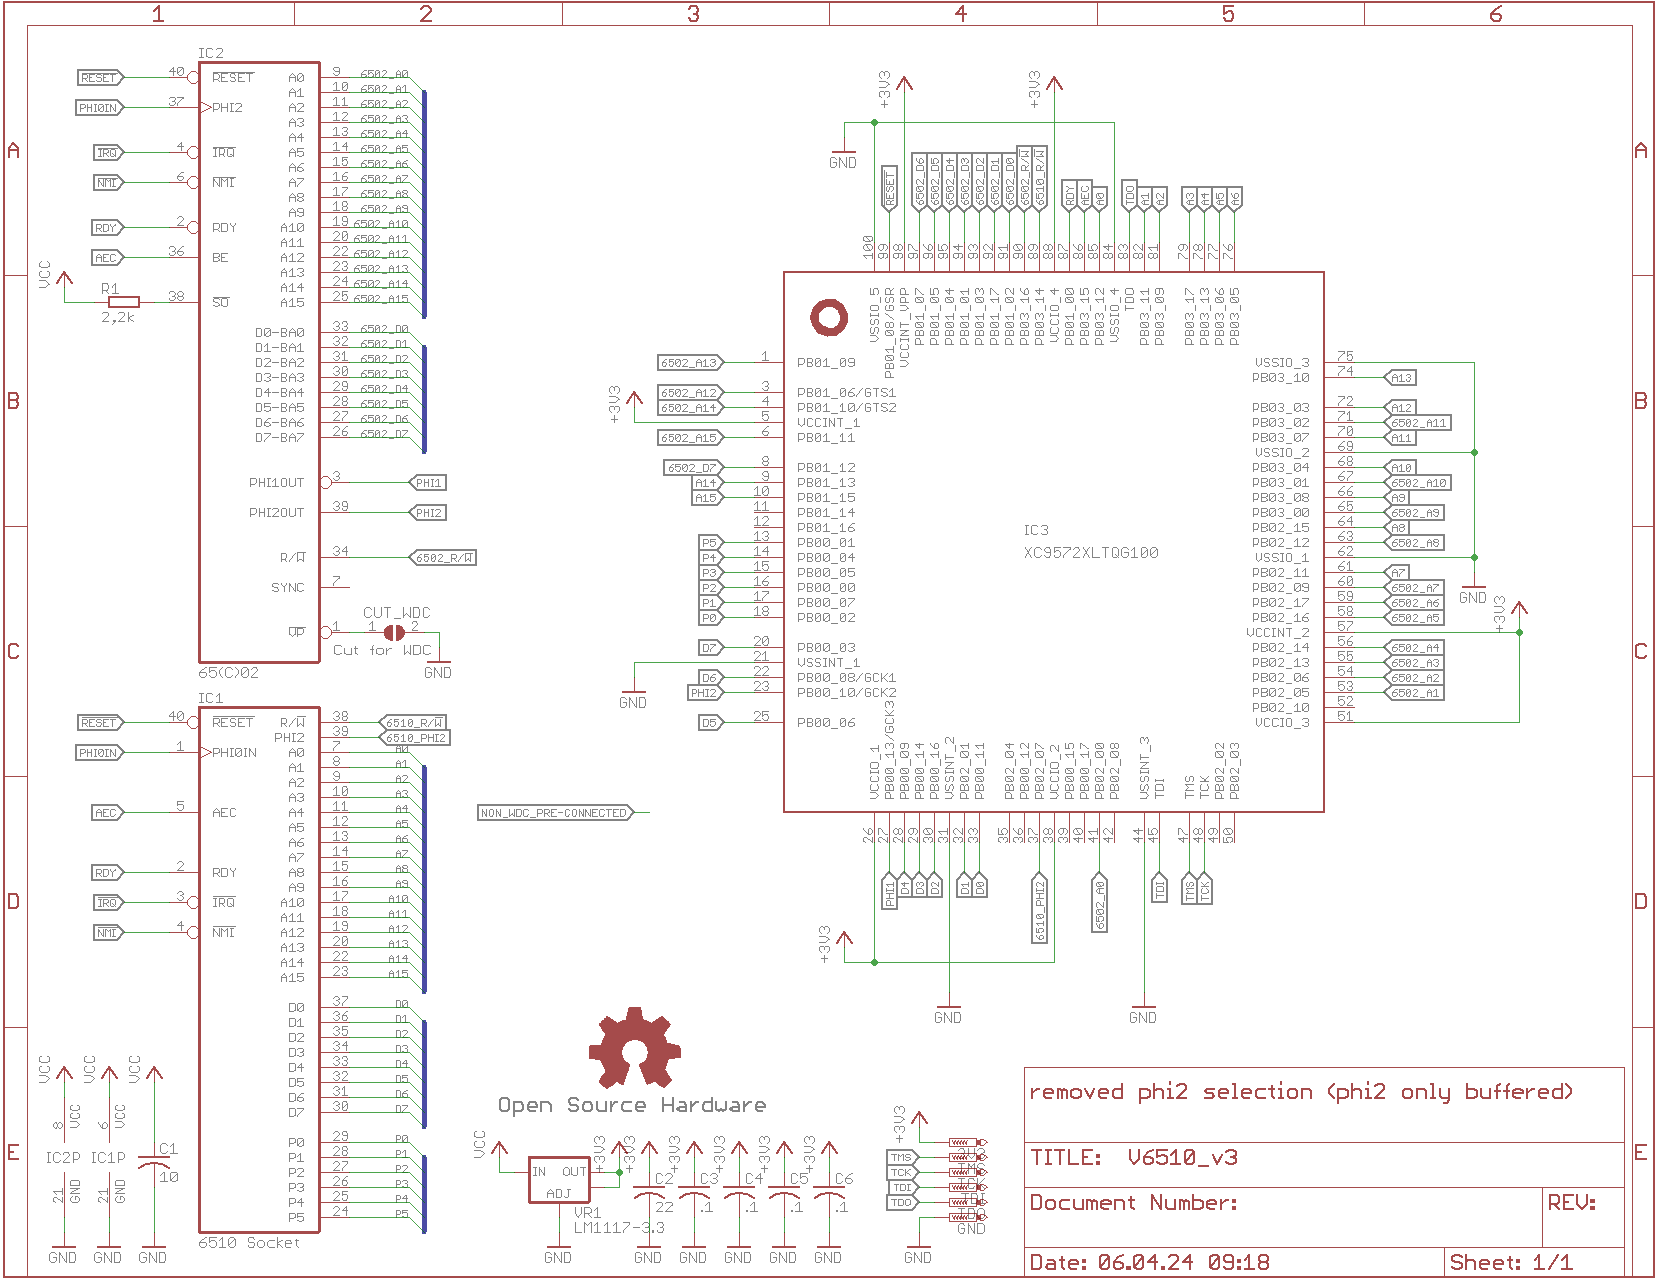 1 2 3 4 5 6
A A
B B
C C
D D
E E
IC2
RESET 40 RESET A0 9 6502_A0
A1 10 6502_A1
PHI0IN 37 PHI2 A2 11 6502_A2
A3 12 6502_A3
A4 13 6502_A4
IRQ 4 IRQ A5 14 6502_A5
A6 15 6502_A6
NMI 6 NMI A7 16 6502_A7
A8 17 6502_A8
A9 18 6502_A9
RDY 2 RDY A10 19 6502_A10
A11 20 6502_A11
AEC 36 BE A12 22 6502_A12
A13 23 6502_A13
A14 24 6502_A14
VCC R1 2,2k 38 SO A15 25 6502_A15
D0-BA0 33 6502_D0
D1-BA1 32 6502_D1
D2-BA2 31 6502_D2
D3-BA3 30 6502_D3
D4-BA4 29 6502_D4
D5-BA5 28 6502_D5
D6-BA6 27 6502_D6
D7-BA7 26 6502_D7
PHI1OUT 3 PHI1
PHI2OUT 39 PHI2
R/W 34 6502_R/W
SYNC 7
CUT_WDC
VP 1 1 2
Cut for WDC
65(C)02 GND
IC1
RESET 40 RESET R/W 38 6510_R/W
PHI2 39 6510_PHI2
PHI0IN 1 PHI0IN A0 7 A0
A1 8 A1
A2 9 A2
A3 10 A3
AEC 5 AEC A4 11 A4
A5 12 A5
A6 13 A6
A7 14 A7
RDY 2 RDY A8 15 A8
A9 16 A9
IRQ 3 IRQ A10 17 A10
A11 18 A11
NMI 4 NMI A12 19 A12
A13 20 A13
A14 22 A14
A15 23 A15
D0 37 D0
D1 36 D1
D2 35 D2
D3 34 D3
D4 33 D4
D5 32 D5
D6 31 D6
D7 30 D7
P0 29 P0
P1 28 P1
P2 27 P2
P3 26 P3
P4 25 P4
P5 24 P5
6510 Socket
VCC VCC VCC
8 VCC 6 VCC
IC2P IC1P C1
10
21 GND 21 GND
GND GND GND
NON_WDC_PRE-CONNECTED
+3V3 +3V3
GND
RESET 6502_D6 6502_D5 6502_D4 6502_D3 6502_D2 6502_D1 6502_D0 6502_R/W 6510_R/W RDY AEC A0 TDO A1 A2 A3 A4 A5 A6
100 99 98 97 96 95 94 93 92 91 90 89 88 87 86 85 84 83 82 81 79 78 77 76
VSSIO_5 PB01_08/GSR VCCINT_VPP PB01_07 PB01_05 PB01_04 PB01_01 PB01_03 PB01_17 PB01_02 PB03_16 PB03_14 VCCIO_4 PB01_00 PB03_15 PB03_12 VSSIO_4 TDO PB03_11 PB03_09 PB03_17 PB03_13 PB03_06 PB03_05
6502_A13 1 PB01_09
6502_A12 3 PB01_06/GTS1
6502_A14 4 PB01_10/GTS2
+3V3 5 VCCINT_1
6502_A15 6 PB01_11
6502_D7 8 PB01_12
A14 9 PB01_13
A15 10 PB01_15
11 PB01_14
12 PB01_16
P5 13 PB00_01
P4 14 PB00_04
P3 15 PB00_05
P2 16 PB00_00
P1 17 PB00_07
P0 18 PB00_02
D7 20 PB00_03
GND 21 VSSINT_1
D6 22 PB00_08/GCK1
PHI2 23 PB00_10/GCK2
D5 25 PB00_06
IC3
XC9572XLTQG100
VSSIO_3 75
PB03_10 74 A13
PB03_03 72 A12
PB03_02 71 6502_A11
PB03_07 70 A11
VSSIO_2 69
PB03_04 68 A10
PB03_01 67 6502_A10
PB03_08 66 A9
PB03_00 65 6502_A9
PB02_15 64 A8
PB02_12 63 6502_A8
VSSIO_1 62
PB02_11 61 A7
PB02_09 60 6502_A7
PB02_17 59 6502_A6
PB02_16 58 6502_A5
VCCINT_2 57
PB02_14 56 6502_A4
PB02_13 55 6502_A3
PB02_06 54 6502_A2
PB02_05 53 6502_A1
PB02_10 52
VCCIO_3 51
GND +3V3
VCCIO_1 PB00_13/GCK3 PB00_09 PB00_14 PB00_16 VSSINT_2 PB02_01 PB00_11 PB02_04 PB00_12 PB02_07 VCCIO_2 PB00_15 PB00_17 PB02_00 PB02_08 VSSINT_3 TDI TMS TCK PB02_02 PB02_03
26 27 28 29 30 31 32 33 35 36 37 38 39 40 41 42 44 45 47 48 49 50
PHI1 D4 D3 D2 D1 D0 6510_PHI2 6502_A0 TDI TMS TCK
+3V3
GND GND
Open Source Hardware
VCC IN OUT ADJ
VR1
LM1117-3.3
GND
+3V3 +3V3 +3V3 +3V3 +3V3 +3V3
C2 C3 C4 C5 C6
22 .1 .1 .1 .1
GND GND GND GND GND
+3V3
TMS
TCK
TDI
TDO
GND
GND
removed phi2 selection (phi2 only buffered)
TITLE: V6510_v3
Document Number: REV:
Date: 06.04.24 09:18 Sheet: 1/1